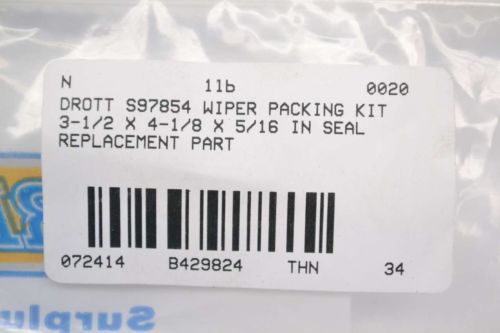 N 11b 0020
DROTT S97854 WIPER PACKING KIT
3-1/2 X 4-1/8 X 5/16 IN SEAL
REPLACEMENT PART
072414 B429824 THN 34
Surplu